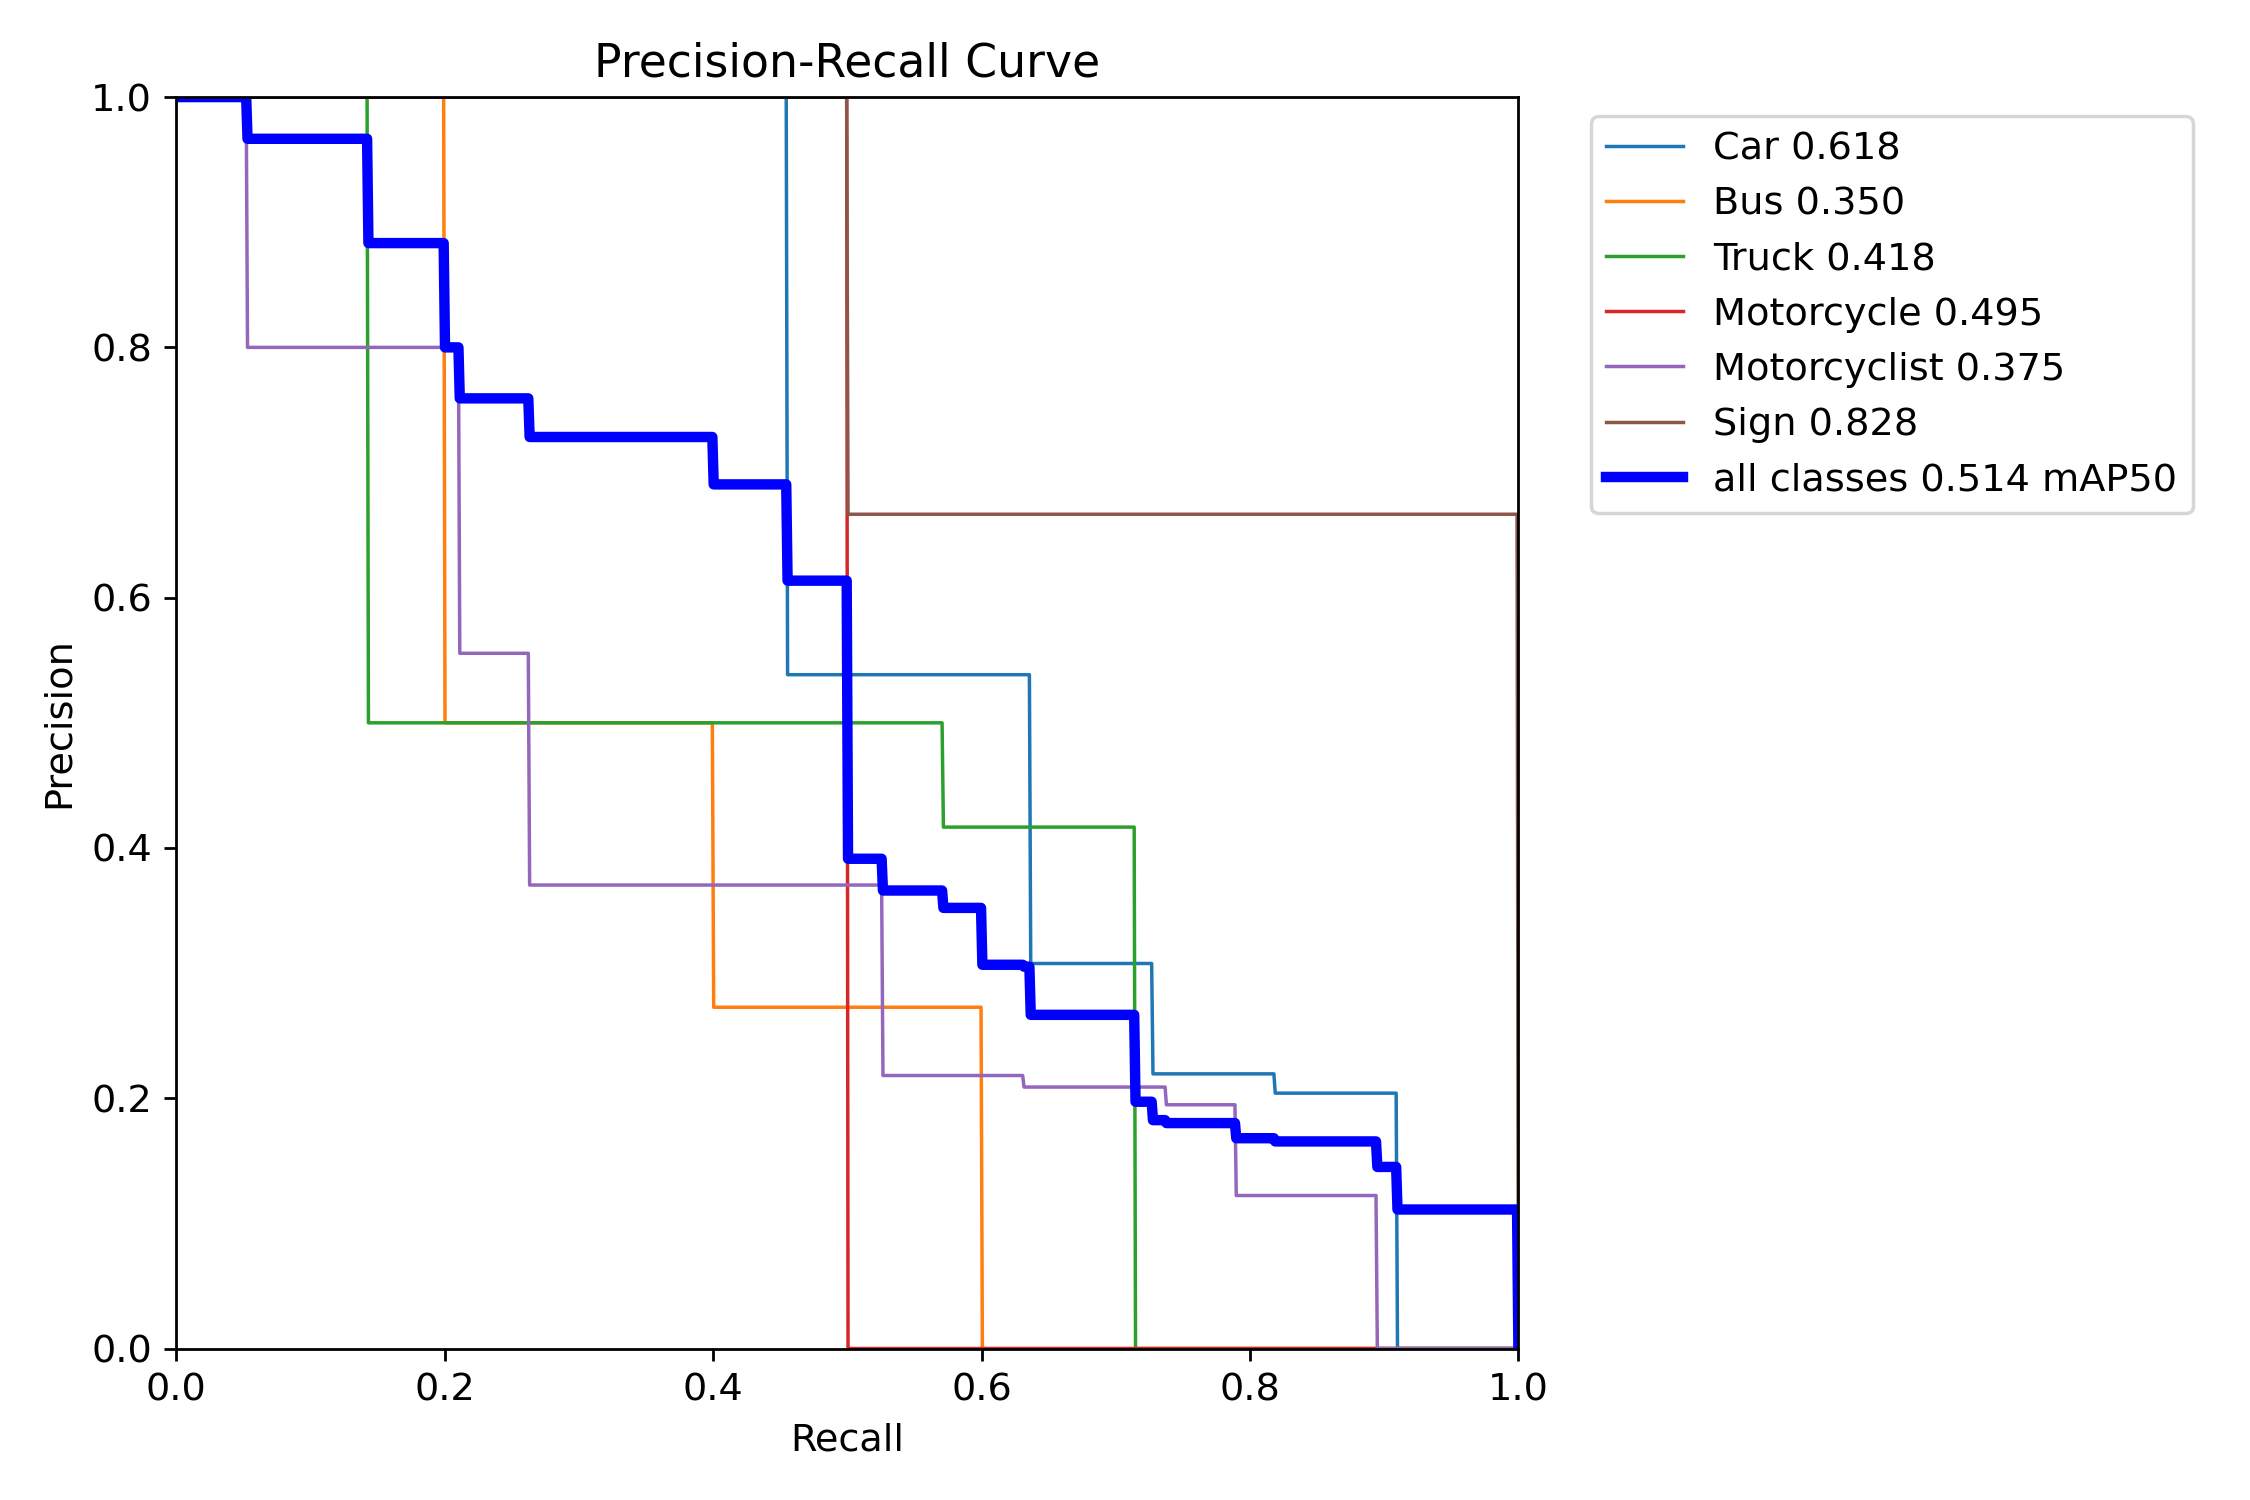 Precision-Recall Curve
1.0
0.8
0.6
0.4
0.2
0.0
Precision
0.0 0.2 0.4 0.6 0.8 1.0
Recall
Car 0.618
Bus 0.350
Truck 0.418
Motorcycle 0.495
Motorcyclist 0.375
Sign 0.828
all classes 0.514 mAP50